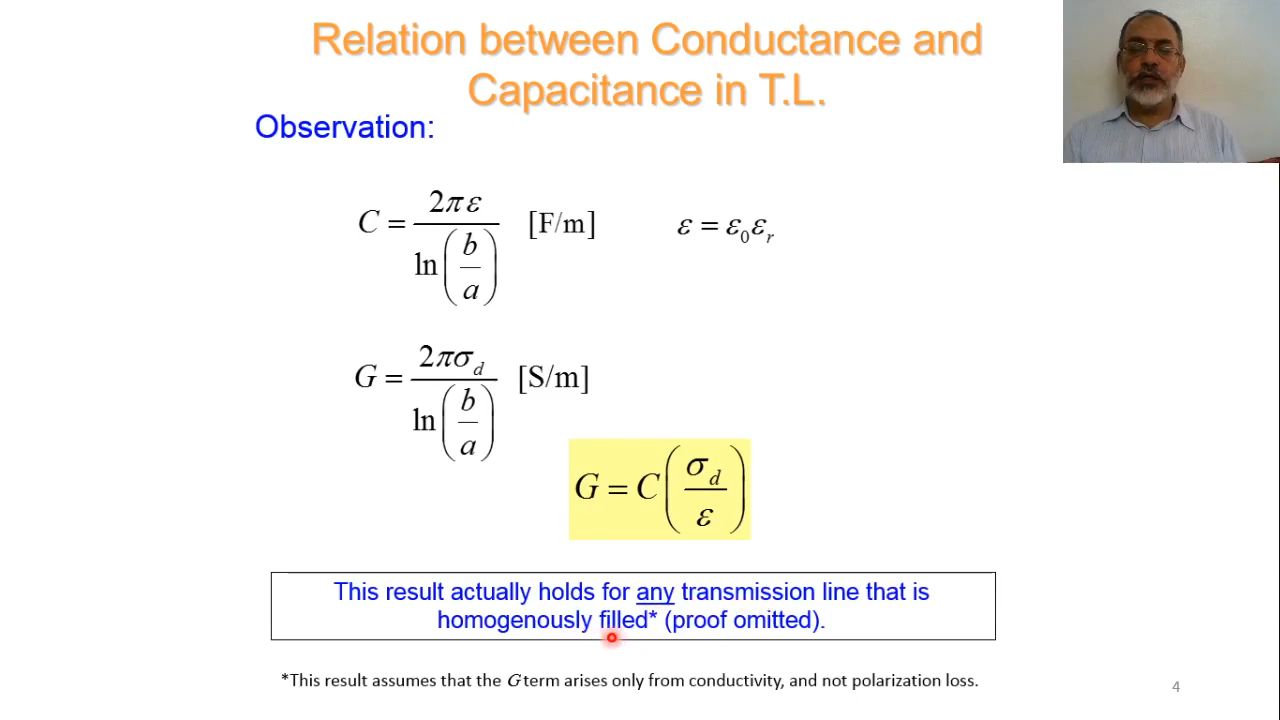 Relation between Conductance and
Capacitance in T.L.
Observation:
C = 2πε / ln(b/a) [F/m] ε = ε₀εᵣ
G = 2πσ_d / ln(b/a) [S/m]
G = C(σ_d / ε)
This result actually holds for any transmission line that is
homogenously filled* (proof omitted).
*This result assumes that the G term arises only from conductivity, and not polarization loss.
4